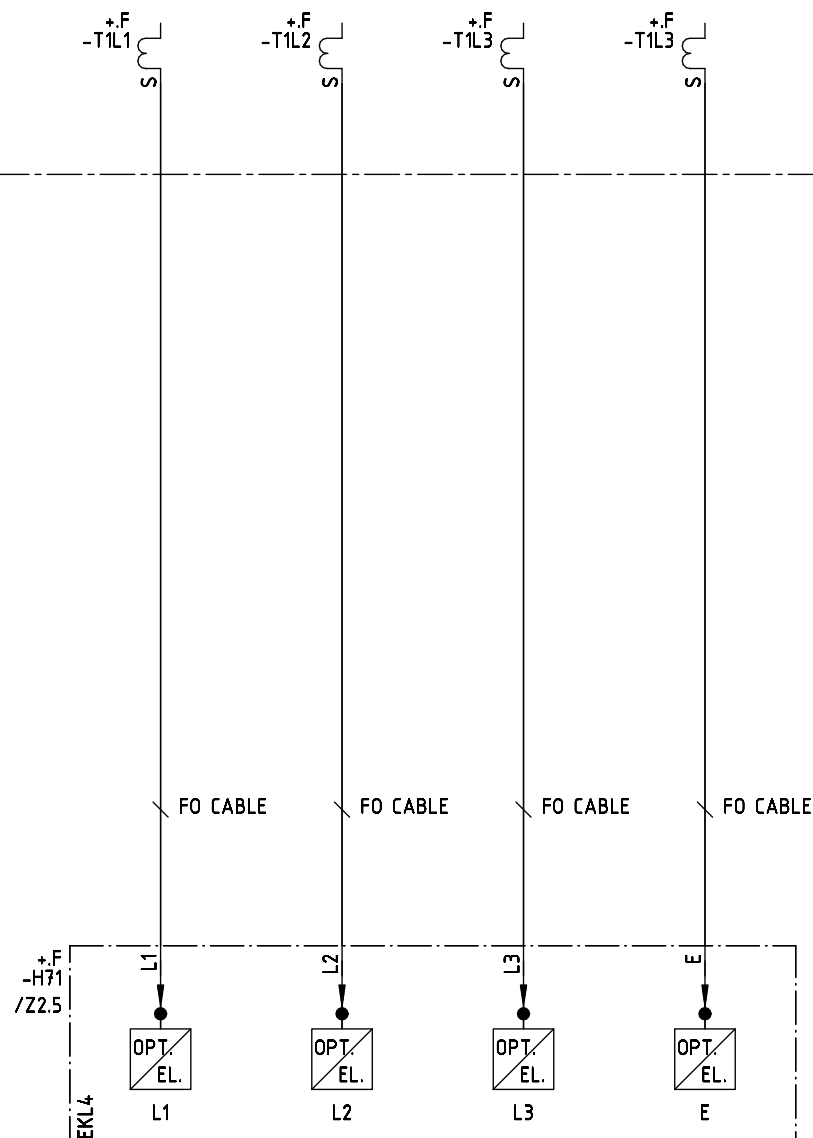 +.F
-T1L1
S
+.F
-T1L2
S
+.F
-T1L3
S
+.F
-T1L3
S
FO CABLE
FO CABLE
FO CABLE
FO CABLE
+.F
-H71
/Z2.5
L1
L2
L3
E
OPT.
EL.
OPT.
EL.
OPT.
EL.
OPT.
EL.
L1
L2
L3
E
EKL4